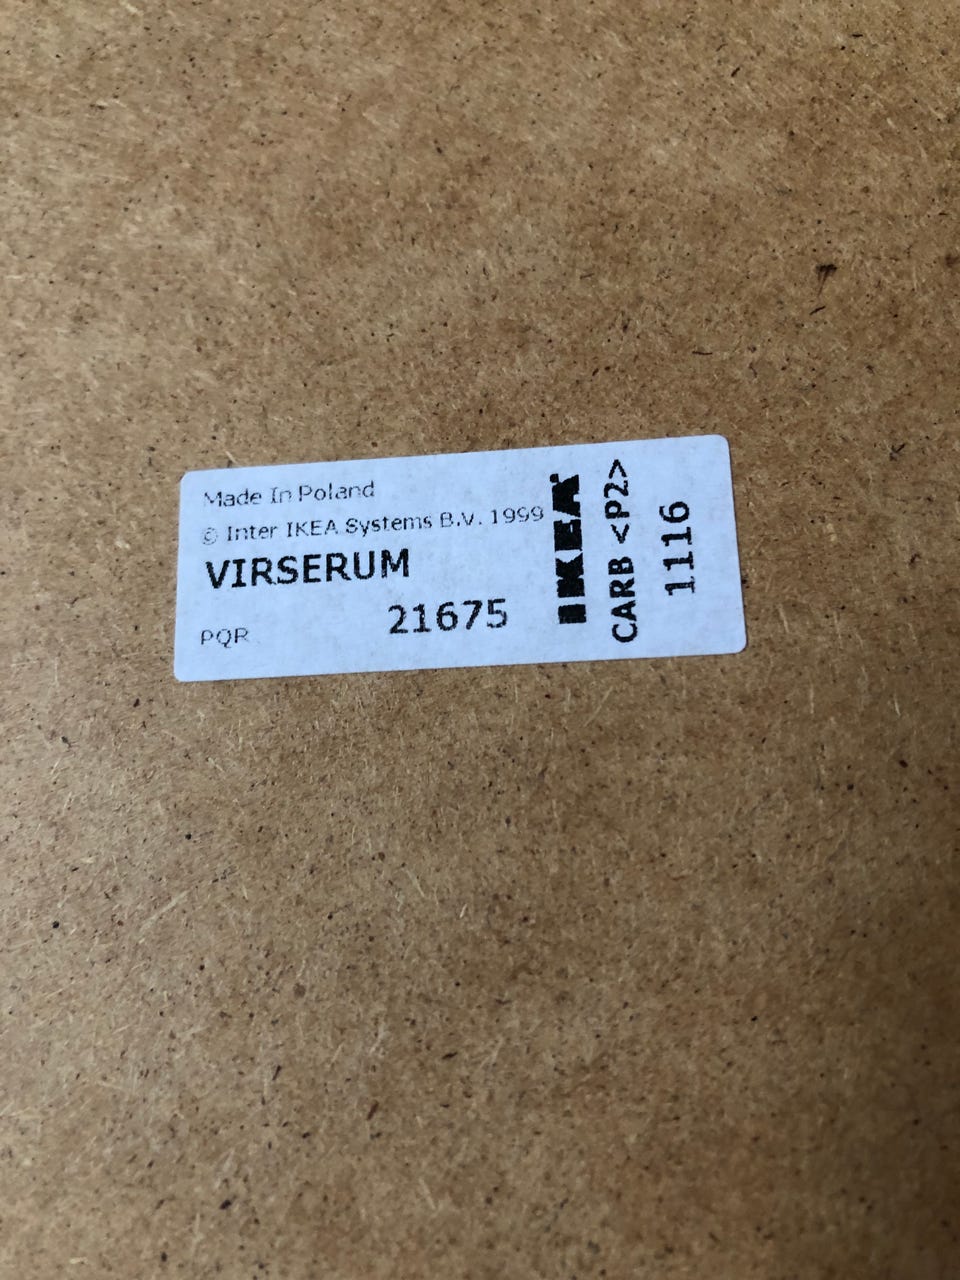 Made In Poland
© Inter IKEA Systems B.V. 1999
VIRSERUM
PQR 21675
IKEA
CARB <P2>
1116